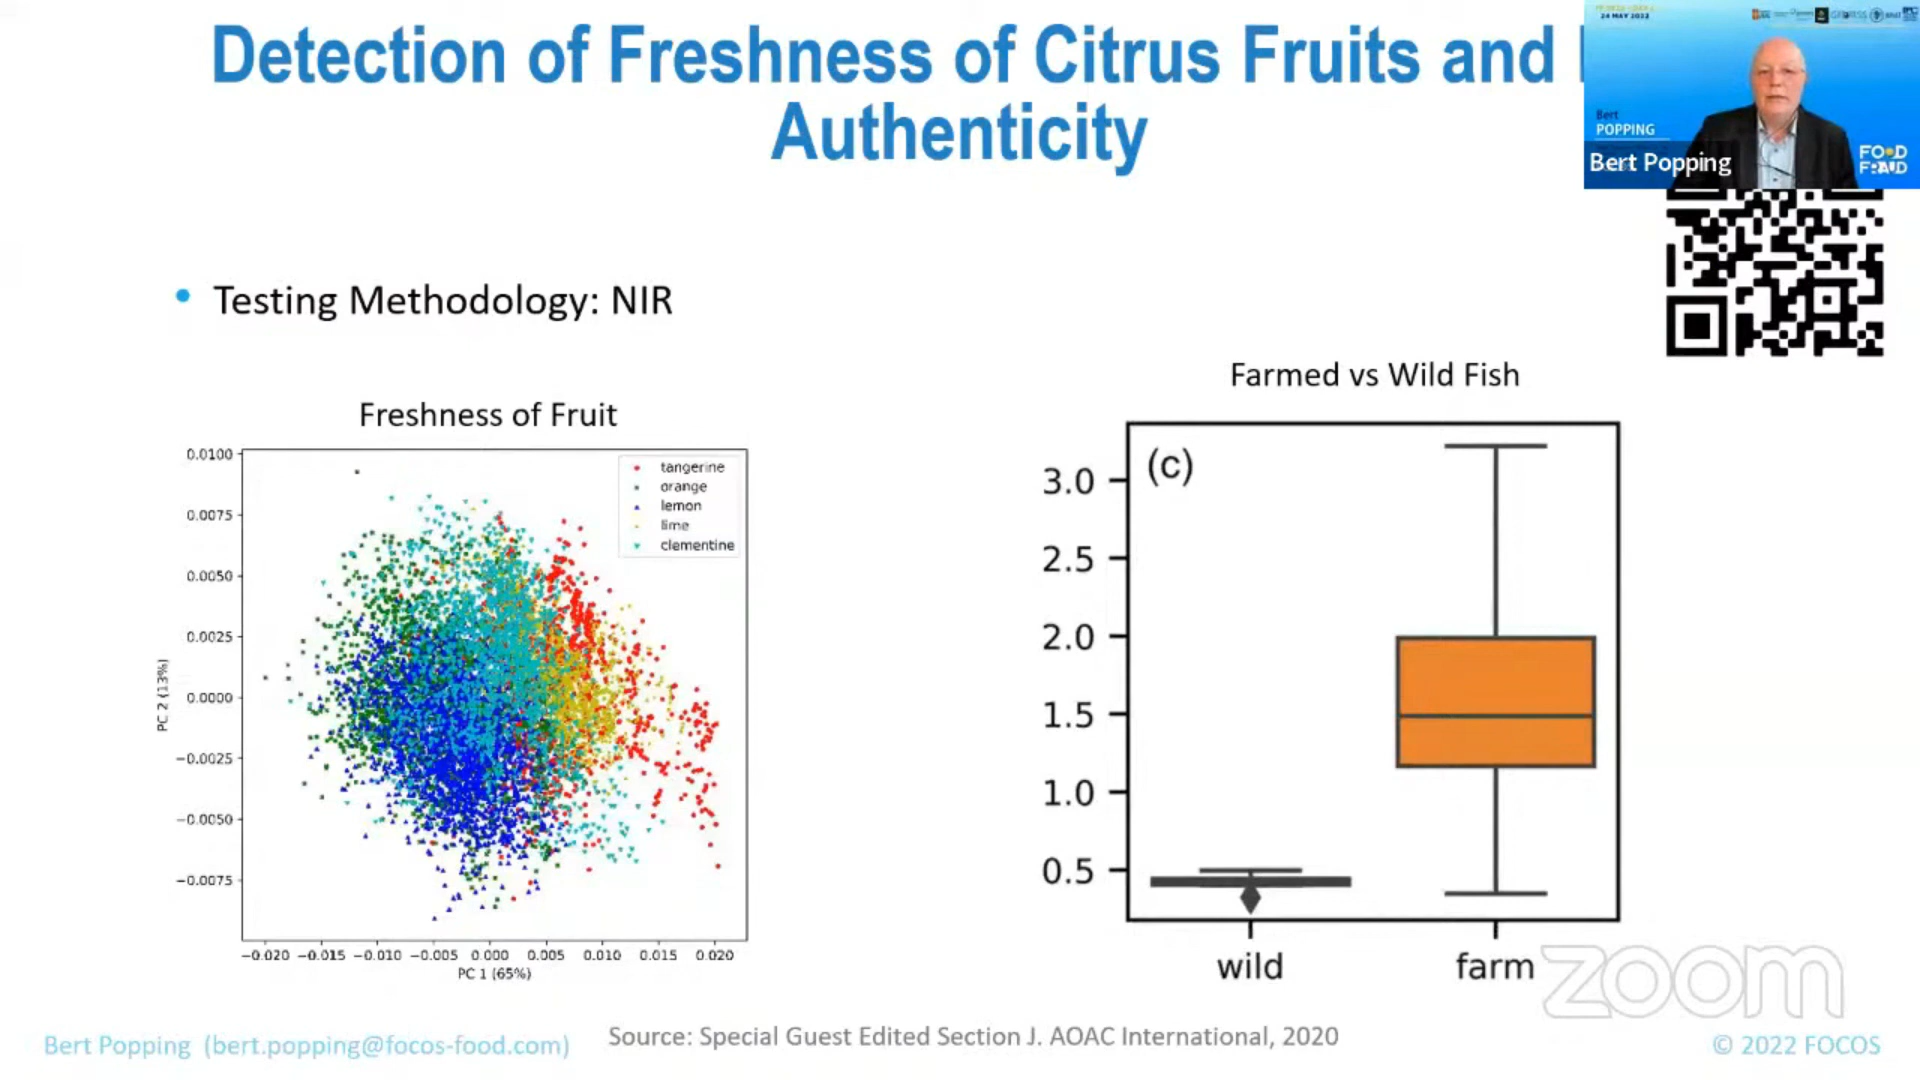 Detection of Freshness of Citrus Fruits and
Authenticity
24 MAY 2022
Bert
POPPING
Bert Popping
FOOD
FRAUD
• Testing Methodology: NIR
Freshness of Fruit
0.0100
0.0075
0.0050
0.0025
0.0000
−0.0025
−0.0050
−0.0075
PC 2 (13%)
tangerine
orange
lemon
lime
clementine
−0.020 −0.015 −0.010 −0.005 0.000 0.005 0.010 0.015 0.020
PC 1 (65%)
Farmed vs Wild Fish
(c)
3.0
2.5
2.0
1.5
1.0
0.5
wild farm
zoom
Bert Popping (bert.popping@focos-food.com)
Source: Special Guest Edited Section J. AOAC International, 2020
© 2022 FOCOS